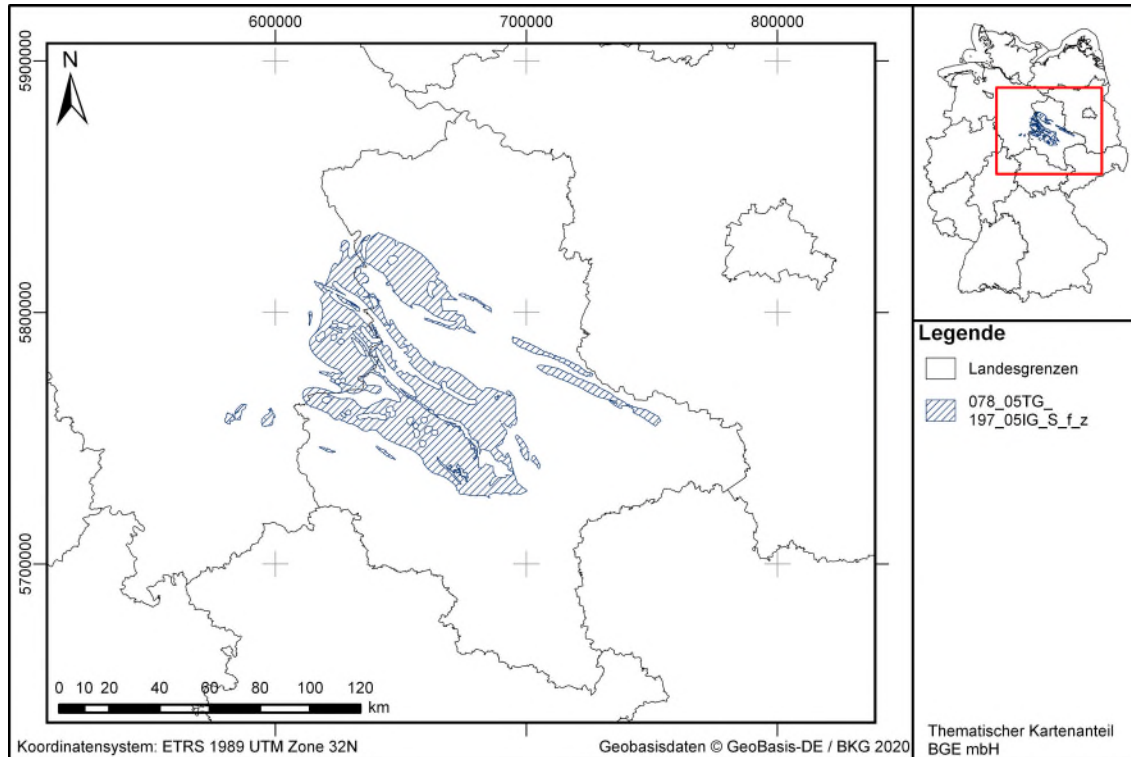 600000 700000 800000
5900000
5800000
5700000
N
0 10 20 40 60 80 100 120
km
Koordinatensystem: ETRS 1989 UTM Zone 32N
Geobasisdaten © GeoBasis-DE / BKG 2020
Legende
Landesgrenzen
078_05TG_
197_05IG_S_f_z
Thematischer Kartenanteil
BGE mbH